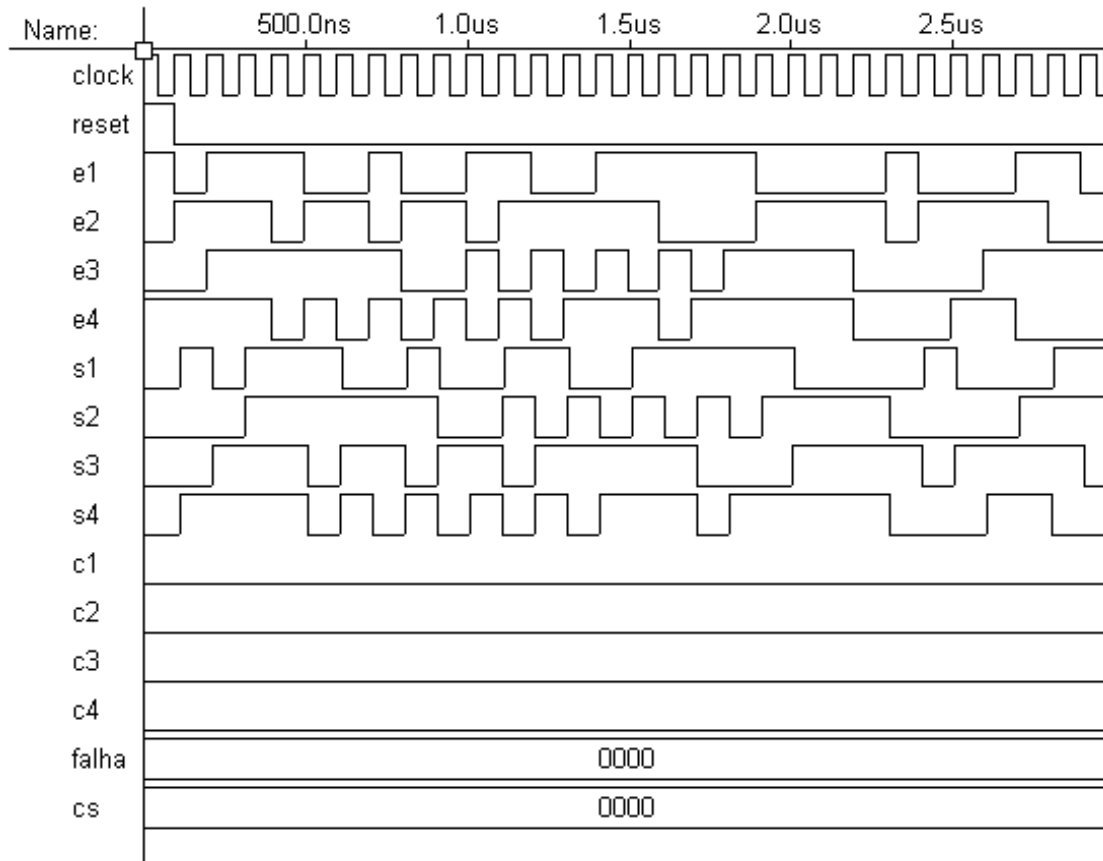 Name: 500.0ns 1.0us 1.5us 2.0us 2.5us
clock
reset
e1
e2
e3
e4
s1
s2
s3
s4
c1
c2
c3
c4
falha 0000
cs 0000